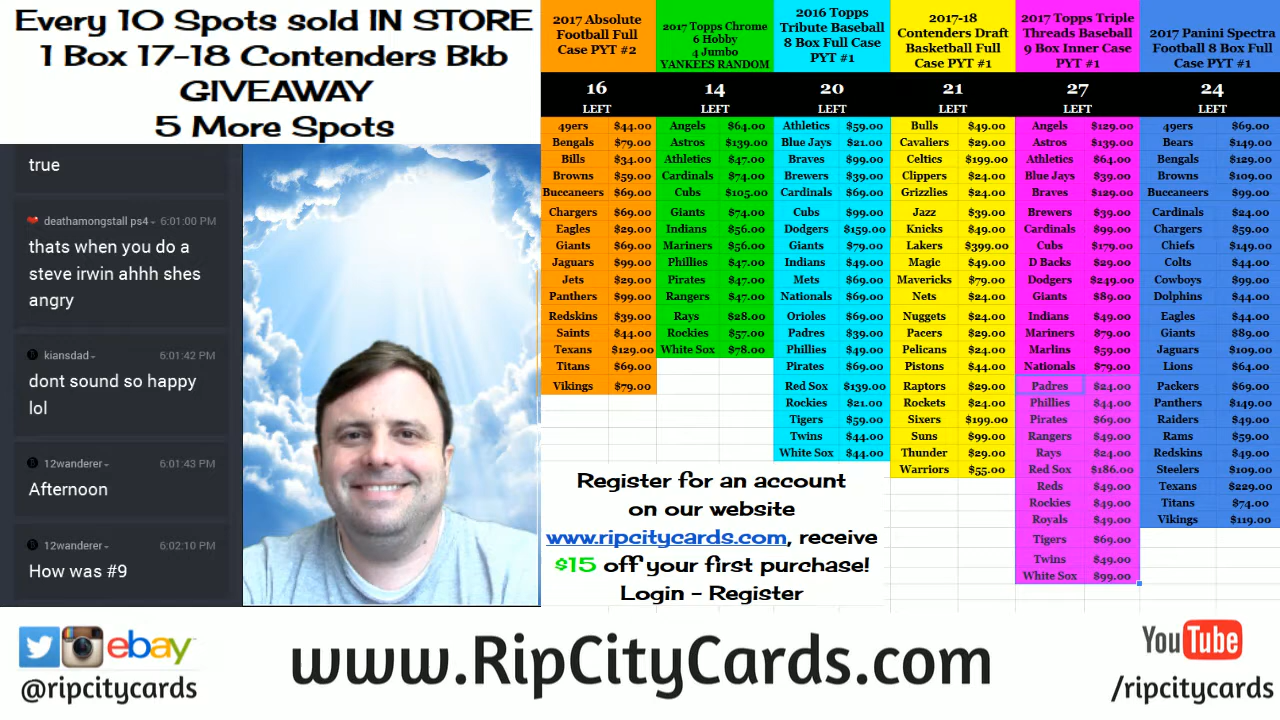 Every 10 Spots sold IN STORE
1 Box 17-18 Contenders Bkb
GIVEAWAY
5 More Spots
true
deathamongstall ps4 6:01:00 PM
thats when you do a
steve irwin ahhh shes
angry
kiansdad 6:01:42 PM
dont sound so happy
lol
12wanderer 6:01:43 PM
Afternoon
12wanderer 6:02:10 PM
How was #9
2017 Absolute
Football Full
Case PYT #2
16
LEFT
49ers $44.00
Bengals $79.00
Bills $34.00
Browns $59.00
Buccaneers $69.00
Chargers $69.00
Eagles $29.00
Giants $69.00
Jaguars $99.00
Jets $29.00
Panthers $99.00
Redskins $39.00
Saints $44.00
Texans $129.00
Titans $69.00
Vikings $79.00
2017 Topps Chrome
6 Hobby
4 Jumbo
YANKEES RANDOM
14
LEFT
Angels $64.00
Astros $139.00
Athletics $47.00
Cardinals $74.00
Cubs $105.00
Giants $74.00
Indians $56.00
Mariners $56.00
Phillies $47.00
Pirates $47.00
Rangers $47.00
Rays $28.00
Rockies $57.00
White Sox $78.00
2016 Topps
Tribute Baseball
8 Box Full Case
PYT #1
20
LEFT
Athletics $59.00
Blue Jays $21.00
Braves $99.00
Brewers $39.00
Cardinals $69.00
Cubs $99.00
Dodgers $159.00
Giants $79.00
Indians $49.00
Mets $69.00
Nationals $69.00
Orioles $69.00
Padres $39.00
Phillies $49.00
Pirates $69.00
Red Sox $139.00
Rockies $21.00
Tigers $59.00
Twins $44.00
White Sox $44.00
2017-18
Contenders Draft
Basketball Full
Case PYT #1
21
LEFT
Bulls $49.00
Cavaliers $29.00
Celtics $199.00
Clippers $24.00
Grizzlies $24.00
Jazz $39.00
Knicks $49.00
Lakers $399.00
Magic $49.00
Mavericks $79.00
Nets $24.00
Nuggets $24.00
Pacers $29.00
Pelicans $24.00
Pistons $44.00
Raptors $29.00
Rockets $24.00
Sixers $199.00
Suns $99.00
Thunder $29.00
Warriors $55.00
2017 Topps Triple
Threads Baseball
9 Box Inner Case
PYT #1
27
LEFT
Angels $129.00
Astros $139.00
Athletics $64.00
Blue Jays $39.00
Braves $129.00
Brewers $39.00
Cardinals $99.00
Cubs $179.00
D Backs $29.00
Dodgers $249.00
Giants $89.00
Indians $49.00
Mariners $79.00
Marlins $59.00
Nationals $79.00
Padres $24.00
Phillies $44.00
Pirates $69.00
Rangers $49.00
Rays $24.00
Red Sox $186.00
Reds $49.00
Rockies $49.00
Royals $49.00
Tigers $69.00
Twins $49.00
White Sox $99.00
2017 Panini Spectra
Football 8 Box Full
Case PYT #1
24
LEFT
49ers $69.00
Bears $149.00
Bengals $129.00
Browns $109.00
Buccaneers $99.00
Cardinals $24.00
Chargers $59.00
Chiefs $149.00
Colts $44.00
Cowboys $99.00
Dolphins $44.00
Eagles $44.00
Giants $89.00
Jaguars $109.00
Lions $64.00
Packers $69.00
Panthers $149.00
Raiders $49.00
Rams $59.00
Redskins $49.00
Steelers $109.00
Texans $229.00
Titans $74.00
Vikings $119.00
Register for an account
on our website
www.ripcitycards.com, receive
$15 off your first purchase!
Login - Register
ebay
@ripcitycards
www.RipCityCards.com
YouTube
/ripcitycards